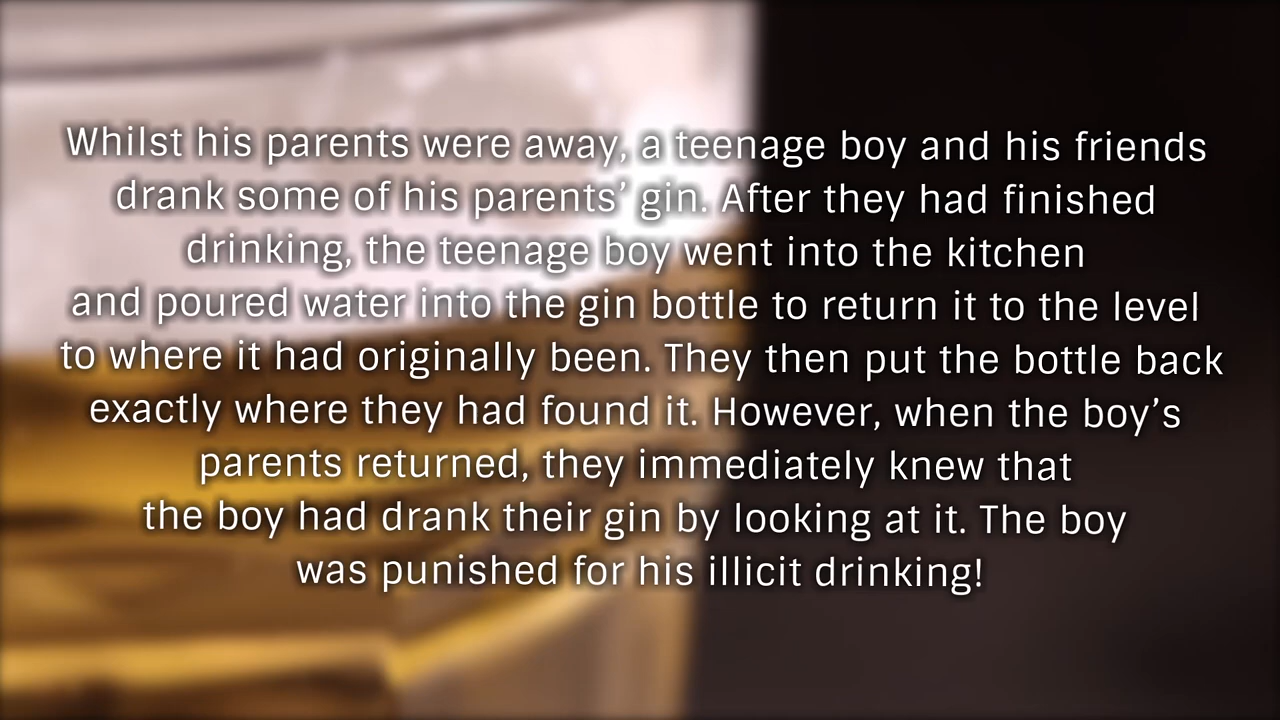 Whilst his parents were away, a teenage boy and his friends
drank some of his parents’ gin. After they had finished
drinking, the teenage boy went into the kitchen
and poured water into the gin bottle to return it to the level
to where it had originally been. They then put the bottle back
exactly where they had found it. However, when the boy’s
parents returned, they immediately knew that
the boy had drank their gin by looking at it. The boy
was punished for his illicit drinking!